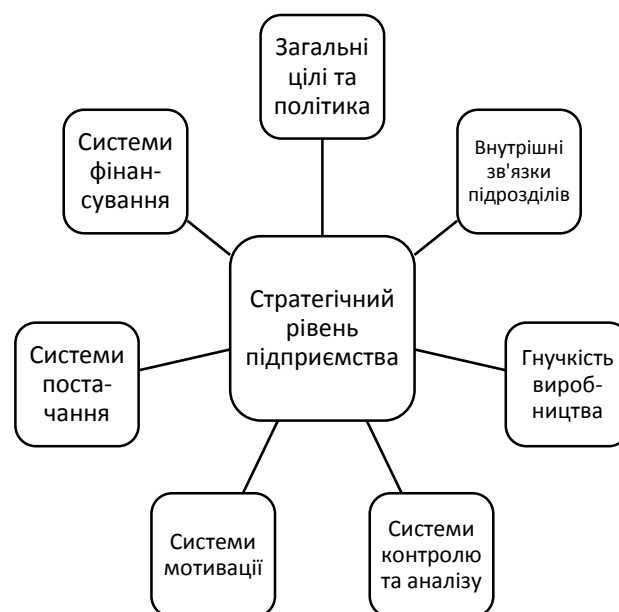 Загальні
цілі та
політика
Внутрішні
зв'язки
підрозділів
Гнучкість
вироб-
ництва
Системи
контролю
та аналізу
Системи
мотивації
Системи
поста-
чання
Системи
фінан-
сування
Стратегічний
рівень
підприємства